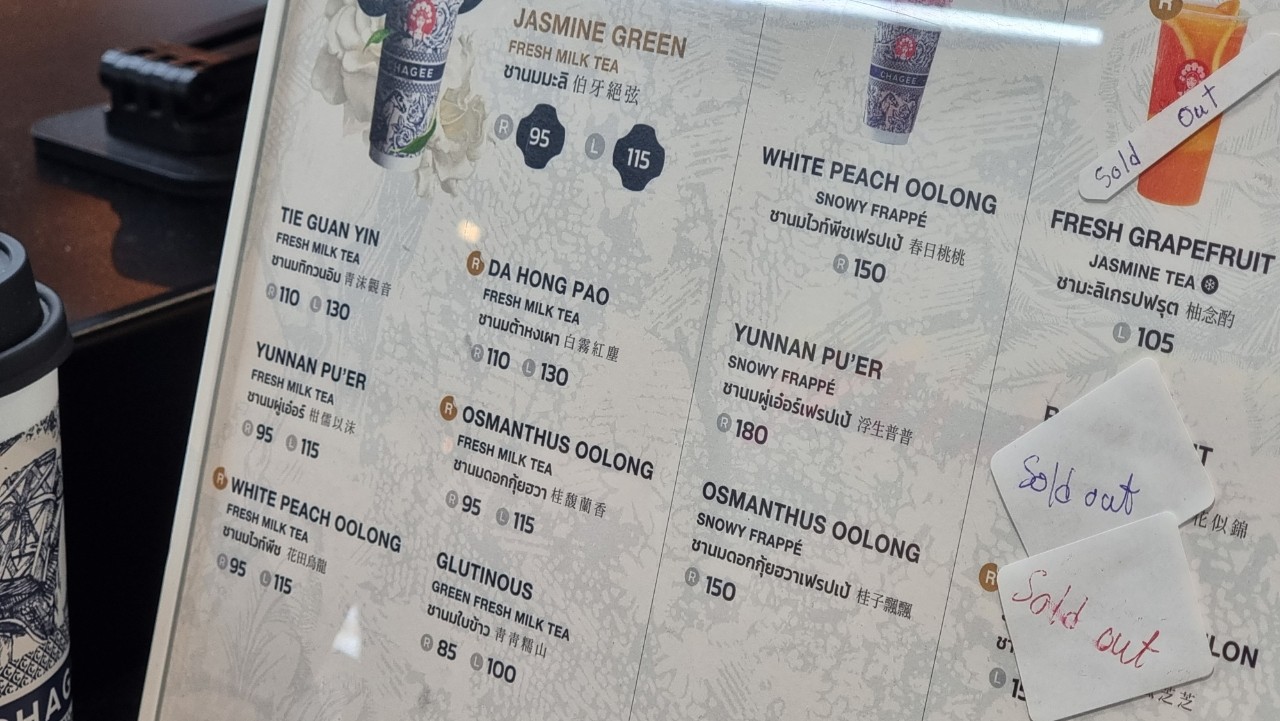 CHAGEE
JASMINE GREEN
FRESH MILK TEA
ชานมมะลิ 伯牙絕弦
R 95 L 115
TIE GUAN YIN
FRESH MILK TEA
ชานมทิกวนอิม 青沫觀音
R 110 L 130
YUNNAN PU'ER
FRESH MILK TEA
ชานมผู่เอ๋อร์ 柑儒以沫
R 95 L 115
R WHITE PEACH OOLONG
FRESH MILK TEA
ชานมไวท์พีช 花田烏龍
R 95 L 115
R DA HONG PAO
FRESH MILK TEA
ชานมต้าหงเผา 白霧紅塵
R 110 L 130
R OSMANTHUS OOLONG
FRESH MILK TEA
ชานมดอกกุ้ยฮวา 桂馥蘭香
R 95 L 115
GLUTINOUS
GREEN FRESH MILK TEA
ชานมใบข้าว 青青糯山
R 85 L 100
CHAGEE
WHITE PEACH OOLONG
SNOWY FRAPPÉ
ชานมไวท์พีชเฟรปเป้ 春日桃桃
R 150
YUNNAN PU'ER
SNOWY FRAPPÉ
ชานมผู่เอ๋อร์เฟรปเป้ 浮生普普
R 180
OSMANTHUS OOLONG
SNOWY FRAPPÉ
ชานมดอกกุ้ยฮวาเฟรปเป้ 桂子飄飄
R 150
R
Sold Out
FRESH GRAPEFRUIT
JASMINE TEA
ชามะลิเกรปฟรุต 柚念酌
L 105
Sold out
花似錦
R
Sold out
L
芝芝